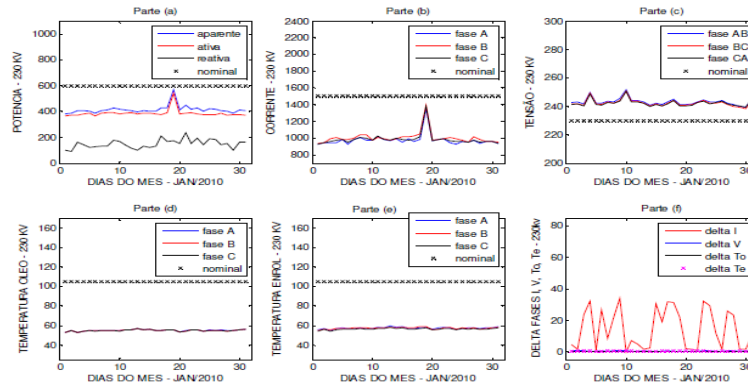 Parte (a)
1000
800
600
400
200
0
0
10
20
30
POTENCIA - 230 KV
DIAS DO MES - JAN/2010
aparente
ativa
reativa
nominal
Parte (b)
2400
2200
2000
1800
1600
1400
1200
1000
800
0
10
20
30
CORRENTE - 230 KV
DIAS DO MES - JAN/2010
fase A
fase B
fase C
nominal
Parte (c)
300
280
260
240
220
200
0
10
20
30
TENSÃO - 230 KV
DIAS DO MES - JAN/2010
fase AB
fase BC
fase CA
nominal
Parte (d)
160
140
120
100
80
60
40
0
10
20
30
TEMPERATURA OLEO - 230 KV
DIAS DO MES - JAN/2010
fase A
fase B
fase C
nominal
Parte (e)
160
140
120
100
80
60
40
0
10
20
30
TEMPERATURA ENROL - 230 KV
DIAS DO MES - JAN/2010
fase A
fase B
fase C
nominal
Parte (f)
80
60
40
20
0
0
10
20
30
DELTA FASES I, V, To, Te - 230kv
DIAS DO MES - JAN/2010
delta I
delta V
delta To
delta Te